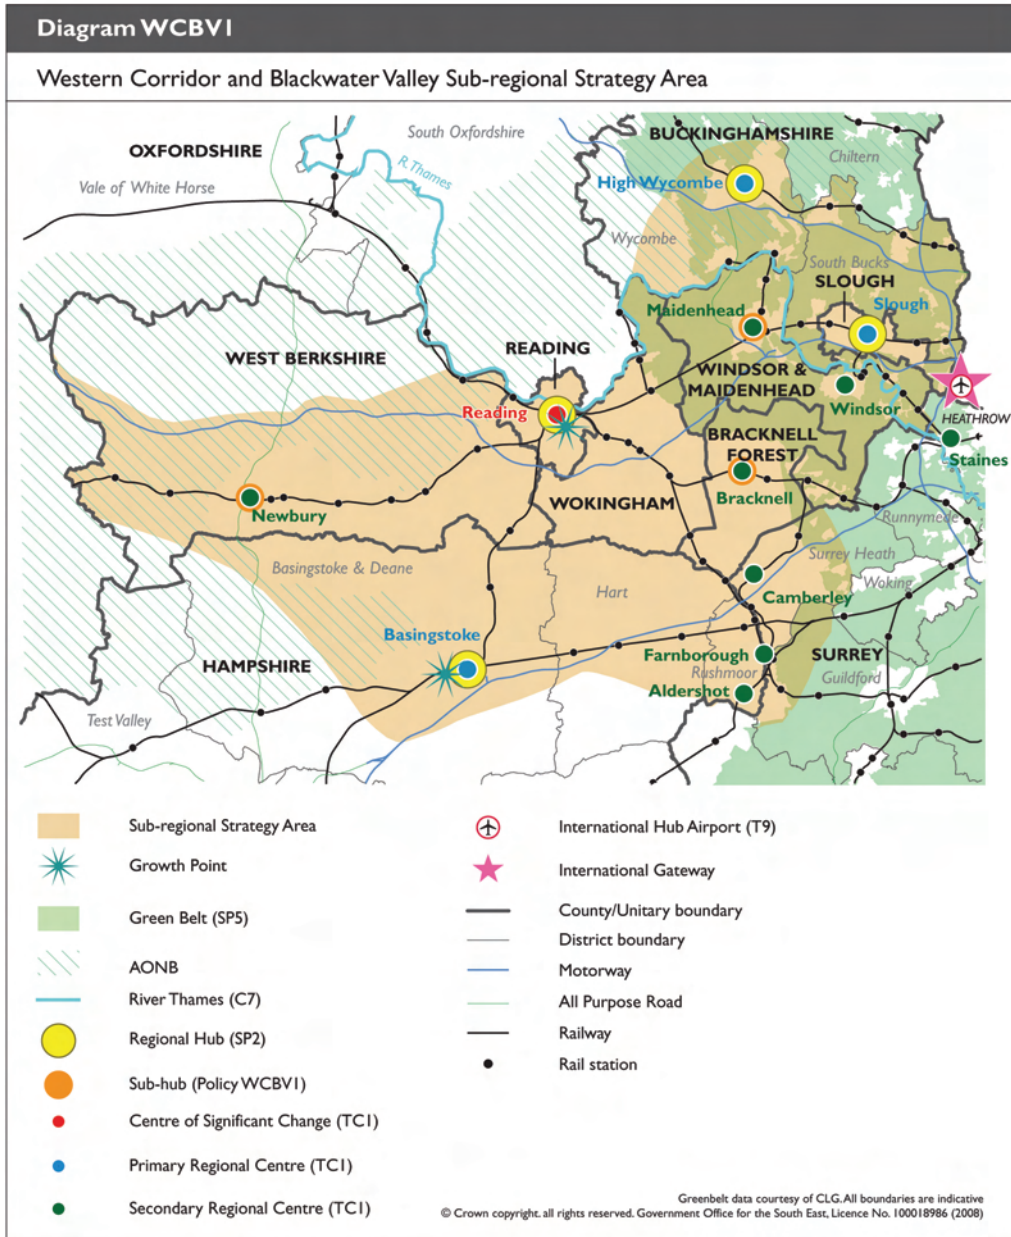 Diagram WCBV1
Western Corridor and Blackwater Valley Sub-regional Strategy Area
South Oxfordshire
BUCKINGHAMSHIRE
OXFORDSHIRE
Chiltern
R. Thames
High Wycombe
Vale of White Horse
Wycombe
South Bucks
SLOUGH
Maidenhead
Slough
READING
WEST BERKSHIRE
WINDSOR &
MAIDENHEAD
Reading
Windsor
HEATHROW
BRACKNELL
FOREST
Staines
Bracknell
WOKINGHAM
Newbury
Runnymede
Surrey Heath
Basingstoke & Deane
Woking
Hart
Camberley
Basingstoke
Farnborough
SURREY
HAMPSHIRE
Rushmoor
Guildford
Aldershot
Test Valley
Sub-regional Strategy Area
Growth Point
Green Belt (SP5)
AONB
River Thames (C7)
Regional Hub (SP2)
Sub-hub (Policy WCBV1)
Centre of Significant Change (TC1)
Primary Regional Centre (TC1)
Secondary Regional Centre (TC1)
International Hub Airport (T9)
International Gateway
County/Unitary boundary
District boundary
Motorway
All Purpose Road
Railway
Rail station
Greenbelt data courtesy of CLG. All boundaries are indicative
© Crown copyright. all rights reserved. Government Office for the South East, Licence No. 100018986 (2008)